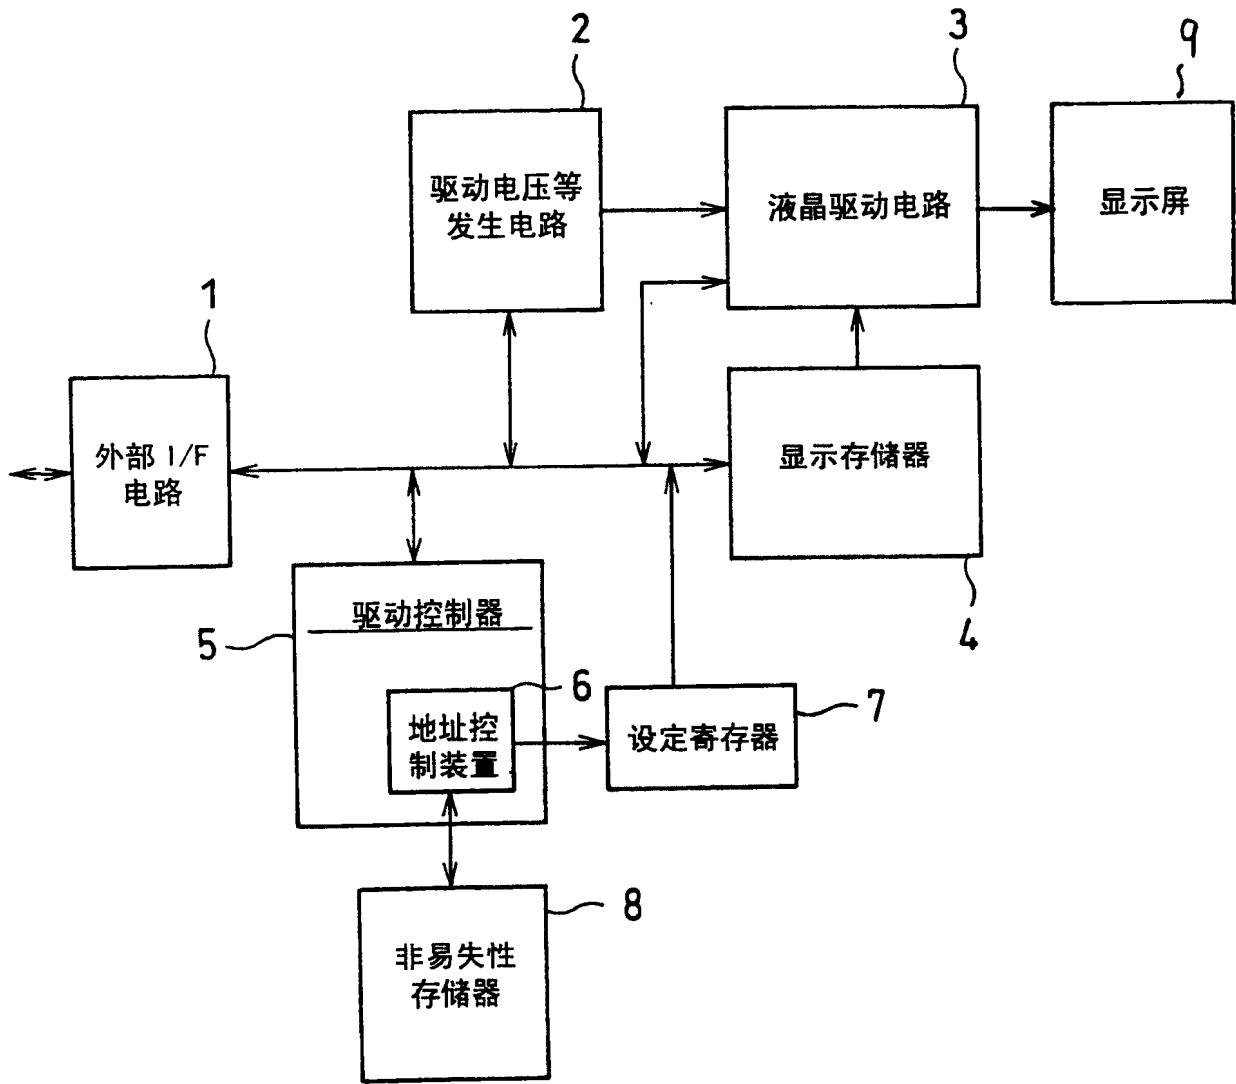 2
3
9
驱动电压等
发生电路
液晶驱动电路
显示屏
1
外部 I/F
电路
显示存储器
4
5
驱动控制器
6
地址控
制装置
7
设定寄存器
8
非易失性
存储器